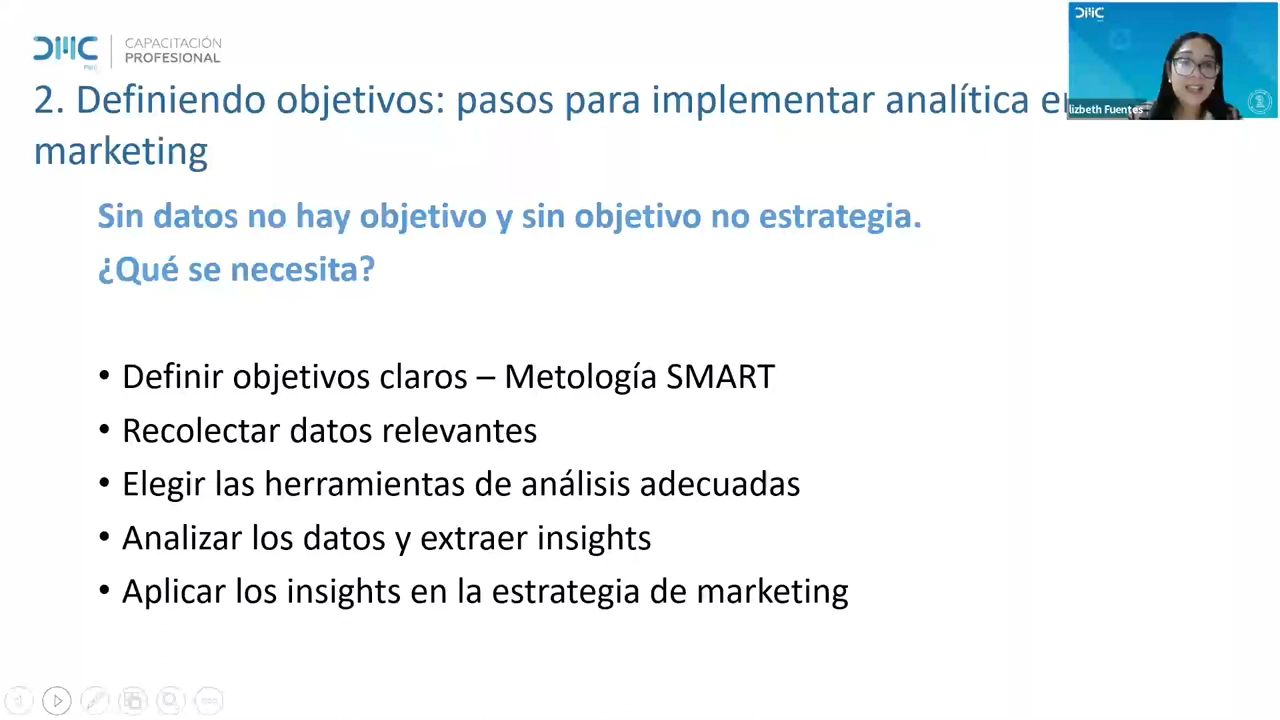 DMC CAPACITACIÓN
PROFESIONAL
2. Definiendo objetivos: pasos para implementar analítica e
marketing
DMC
lizbeth Fuentes
Sin datos no hay objetivo y sin objetivo no estrategia.
¿Qué se necesita?
• Definir objetivos claros – Metología SMART
• Recolectar datos relevantes
• Elegir las herramientas de análisis adecuadas
• Analizar los datos y extraer insights
• Aplicar los insights en la estrategia de marketing